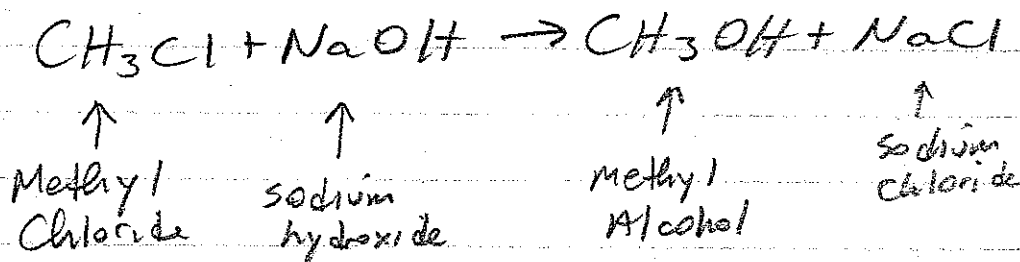 CH₃Cl + NaOH → CH₃OH + NaCl
↑ ↑ ↑ ↑
Methyl sodium Methyl sodium
Chloride hydroxide Alcohol chloride